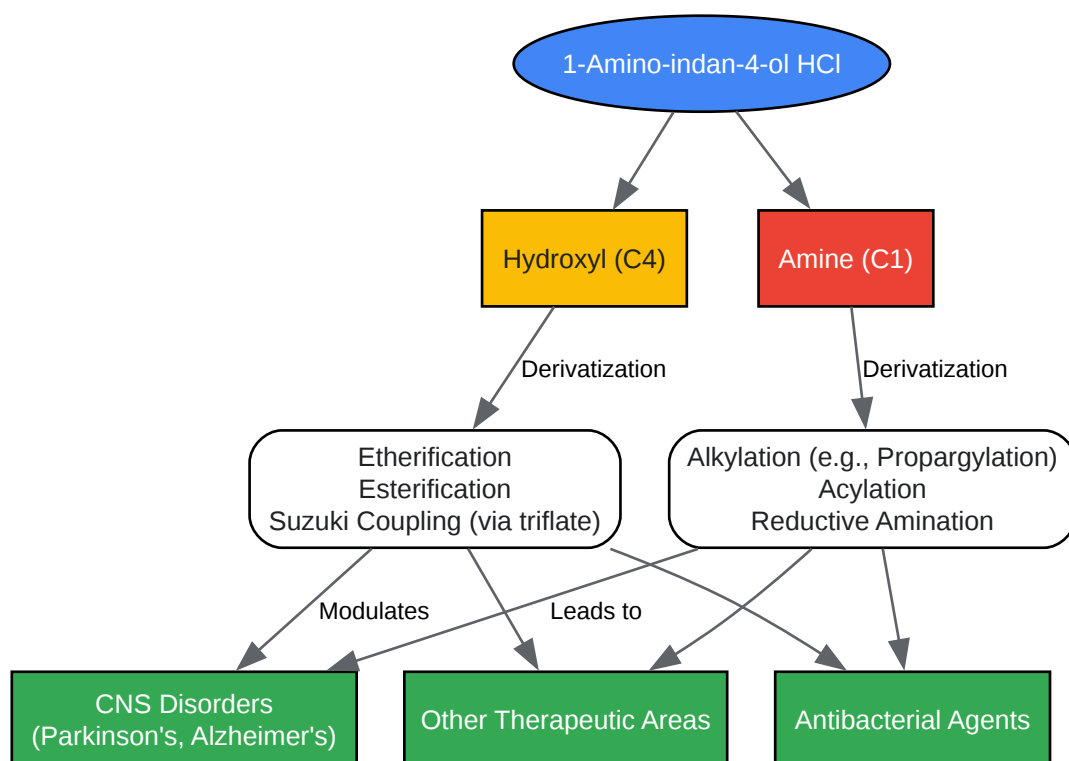 1-Amino-indan-4-ol HCl
Hydroxyl (C4)
Amine (C1)
Derivatization
Derivatization
Etherification
Esterification
Suzuki Coupling (via triflate)
Alkylation (e.g., Propargylation)
Acylation
Reductive Amination
Modulates
Leads to
CNS Disorders
(Parkinson's, Alzheimer's)
Other Therapeutic Areas
Antibacterial Agents